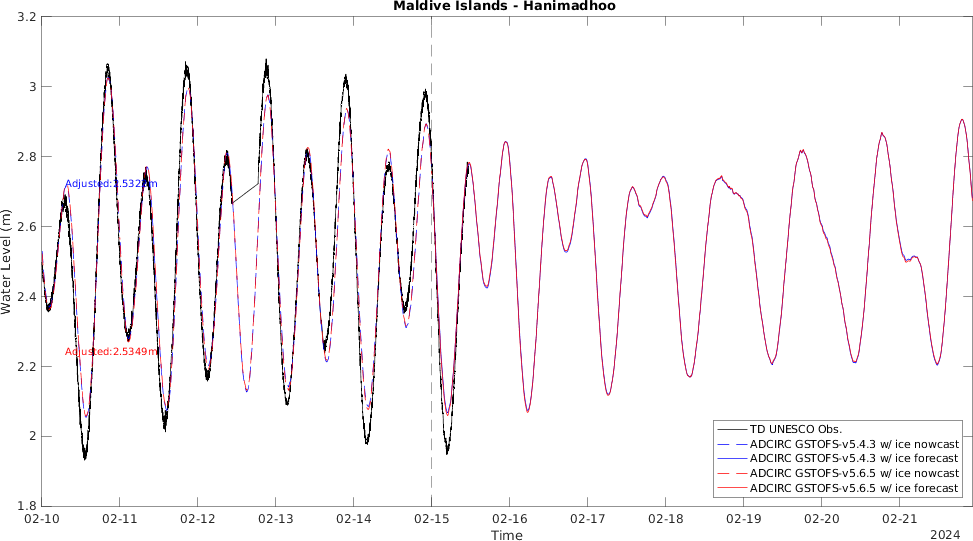 Maldive Islands - Hanimadhoo
3.2
3
2.8
2.6
2.4
2.2
2
1.8
Water Level (m)
Adjusted:2.5328m
Adjusted:2.5349m
TD UNESCO Obs.
ADCIRC GSTOFS-v5.4.3 w/ ice nowcast
ADCIRC GSTOFS-v5.4.3 w/ ice forecast
ADCIRC GSTOFS-v5.6.5 w/ ice nowcast
ADCIRC GSTOFS-v5.6.5 w/ ice forecast
02-10 02-11 02-12 02-13 02-14 02-15 02-16 02-17 02-18 02-19 02-20 02-21
Time
2024